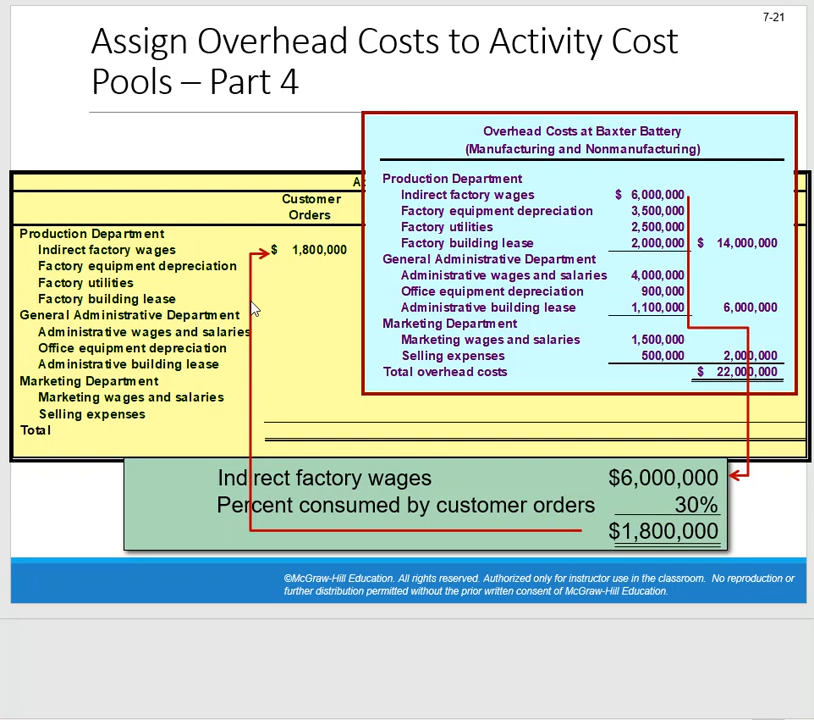 7-21
Assign Overhead Costs to Activity Cost
Pools – Part 4
Overhead Costs at Baxter Battery
(Manufacturing and Nonmanufacturing)
Production Department
Indirect factory wages $ 6,000,000
Factory equipment depreciation 3,500,000
Factory utilities 2,500,000
Factory building lease 2,000,000 $ 14,000,000
General Administrative Department
Administrative wages and salaries 4,000,000
Office equipment depreciation 900,000
Administrative building lease 1,100,000 6,000,000
Marketing Department
Marketing wages and salaries 1,500,000
Selling expenses 500,000 2,000,000
Total overhead costs $ 22,000,000
Customer
Orders
Production Department
Indirect factory wages $ 1,800,000
Factory equipment depreciation
Factory utilities
Factory building lease
General Administrative Department
Administrative wages and salaries
Office equipment depreciation
Administrative building lease
Marketing Department
Marketing wages and salaries
Selling expenses
Total
Indirect factory wages $6,000,000
Percent consumed by customer orders 30%
$1,800,000
©McGraw-Hill Education. All rights reserved. Authorized only for instructor use in the classroom. No reproduction or
further distribution permitted without the prior written consent of McGraw-Hill Education.